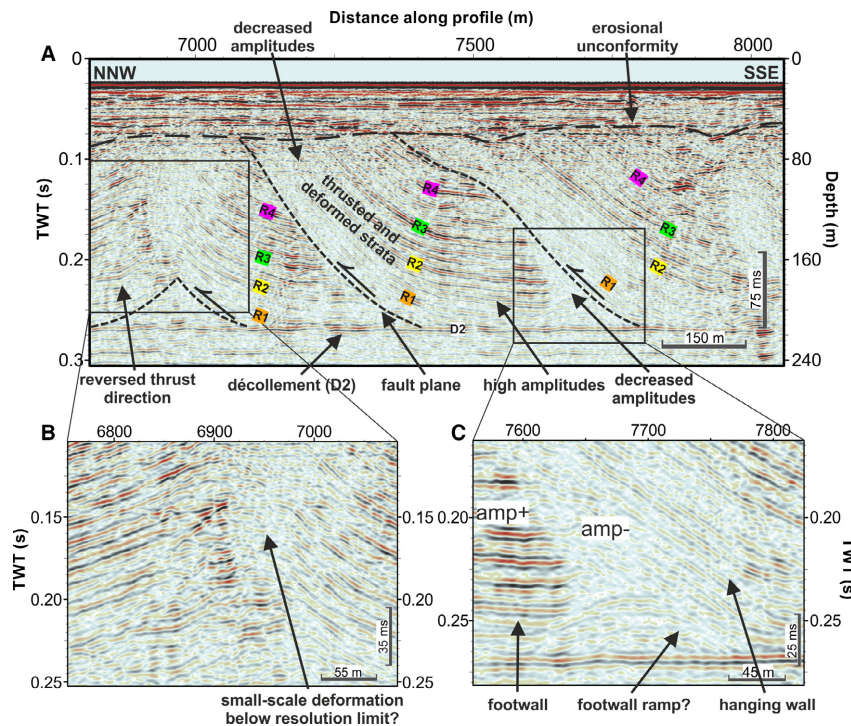 Distance along profile (m)
A
decreased
amplitudes
erosional
unconformity
7000
7500
8000
0
NNW
SSE
0
0.1
80
TWT (s)
Depth (m)
0.2
160
0.3
240
thrusted and
deformed strata
R4
R3
R2
R1
R4
R3
R2
R1
R4
R3
R2
R1
D2
75 ms
150 m
reversed thrust
direction
décollement (D2)
fault plane
high amplitudes
decreased
amplitudes
B
6800
6900
7000
TWT (s)
0.15
0.15
0.20
0.20
0.25
0.25
35 ms
55 m
small-scale deformation
below resolution limit?
C
7600
7700
7800
amp+
amp-
0.20
0.20
0.25
0.25
TWT (s)
25 ms
45 m
footwall
footwall ramp?
hanging wall